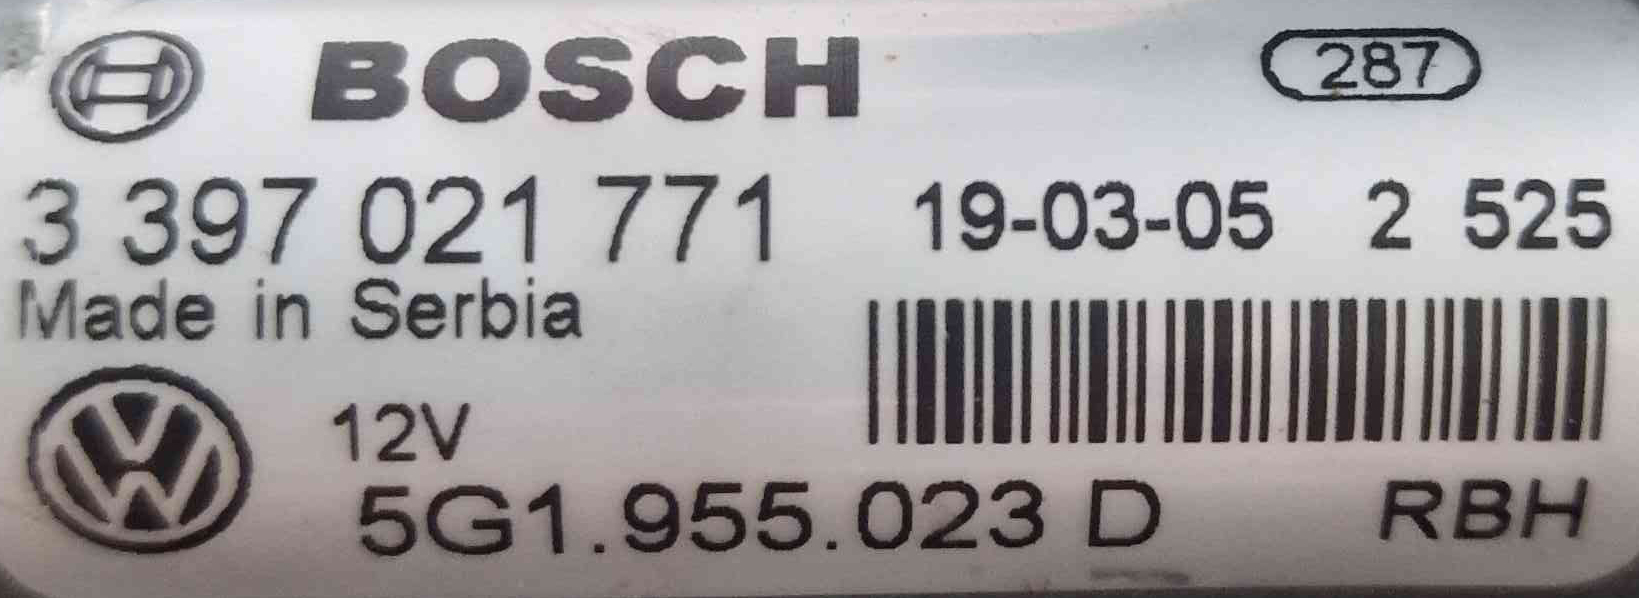 BOSCH 287
3 397 021 771 19-03-05 2 525
Made in Serbia
12V
5G1.955.023 D RBH